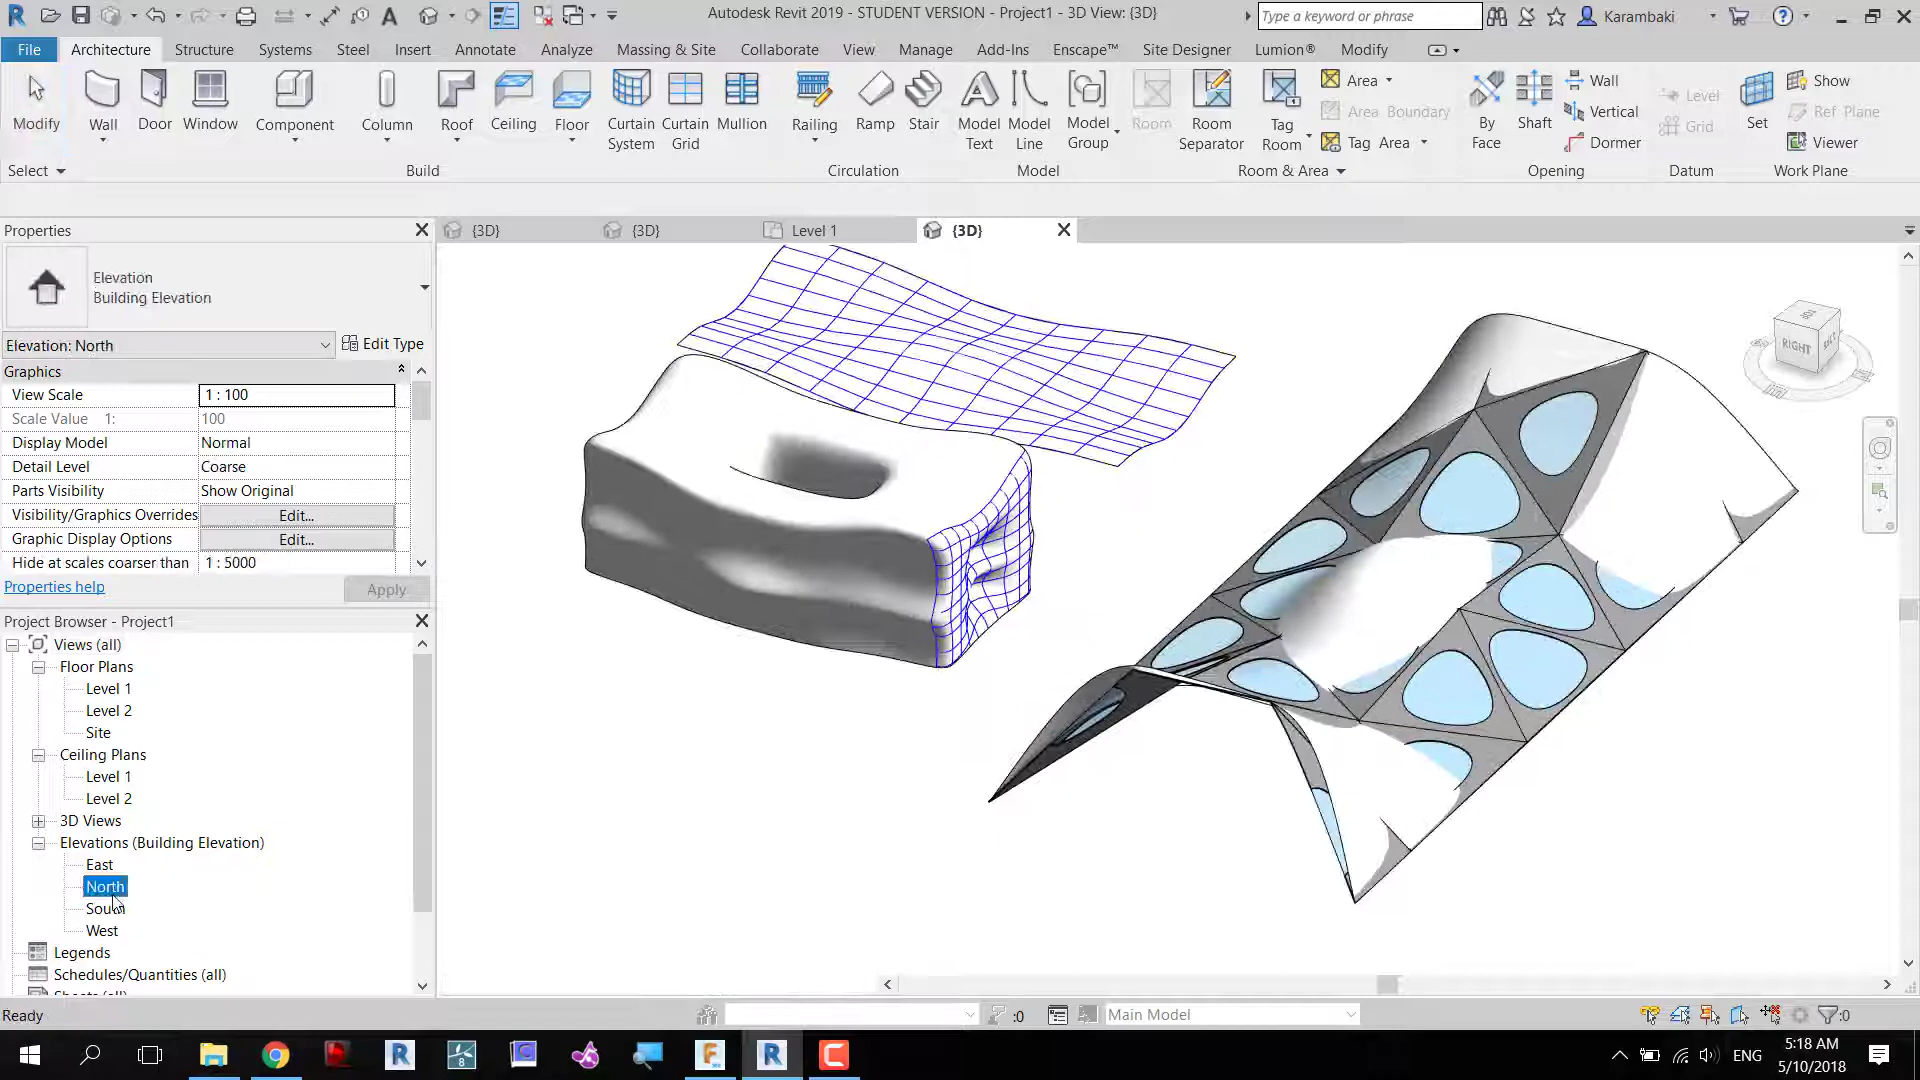 Autodesk Revit 2019 - STUDENT VERSION - Project1 - 3D View: {3D}
Type a keyword or phrase
Karambaki
File Architecture Structure Systems Steel Insert Annotate Analyze Massing & Site Collaborate View Manage Add-Ins Enscape™ Site Designer Lumion® Modify
Modify
Wall
Door
Window
Component
Column
Roof
Ceiling
Floor
Curtain System
Curtain Grid
Mullion
Railing
Ramp
Stair
Model Text
Model Line
Model Group
Room
Room Separator
Tag Room
Area
Area Boundary
Tag Area
By Face
Shaft
Wall
Vertical
Dormer
Level
Grid
Set
Show
Ref Plane
Viewer
Select Build Circulation Model Room & Area Opening Datum Work Plane
Properties
{3D} {3D} Level 1 {3D}
Elevation
Building Elevation
Elevation: North Edit Type
Graphics
View Scale 1 : 100
Scale Value 1: 100
Display Model Normal
Detail Level Coarse
Parts Visibility Show Original
Visibility/Graphics Overrides Edit...
Graphic Display Options Edit...
Hide at scales coarser than 1 : 5000
Properties help Apply
Project Browser - Project1
Views (all)
Floor Plans
Level 1
Level 2
Site
Ceiling Plans
Level 1
Level 2
3D Views
Elevations (Building Elevation)
East
North
South
West
Legends
Schedules/Quantities (all)
Sheets (all)
RIGHT
Ready
:0
Main Model
:0
ENG
5:18 AM
5/10/2018